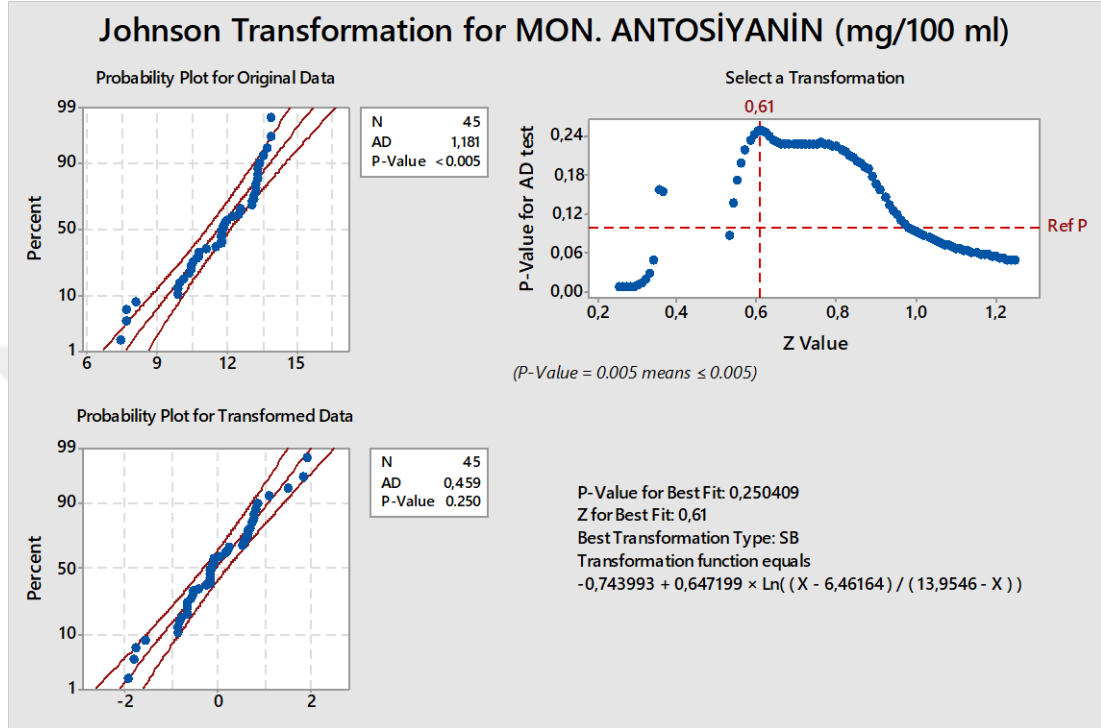 Johnson Transformation for MON. ANTOSİYANİN (mg/100 ml)
Probability Plot for Original Data
Percent
99
90
50
10
1
6 9 12 15
N 45
AD 1,181
P-Value <0.005
Select a Transformation
0,61
P-Value for AD test
0,24
0,18
0,12
0,06
0,00
Ref P
0,2 0,4 0,6 0,8 1,0 1,2
Z Value
(P-Value = 0.005 means ≤ 0.005)
Probability Plot for Transformed Data
Percent
99
90
50
10
1
-2 0 2
N 45
AD 0,459
P-Value 0.250
P-Value for Best Fit: 0,250409
Z for Best Fit: 0,61
Best Transformation Type: SB
Transformation function equals
-0,743993 + 0,647199 × Ln( ( X - 6,46164 ) / ( 13,9546 - X ) )